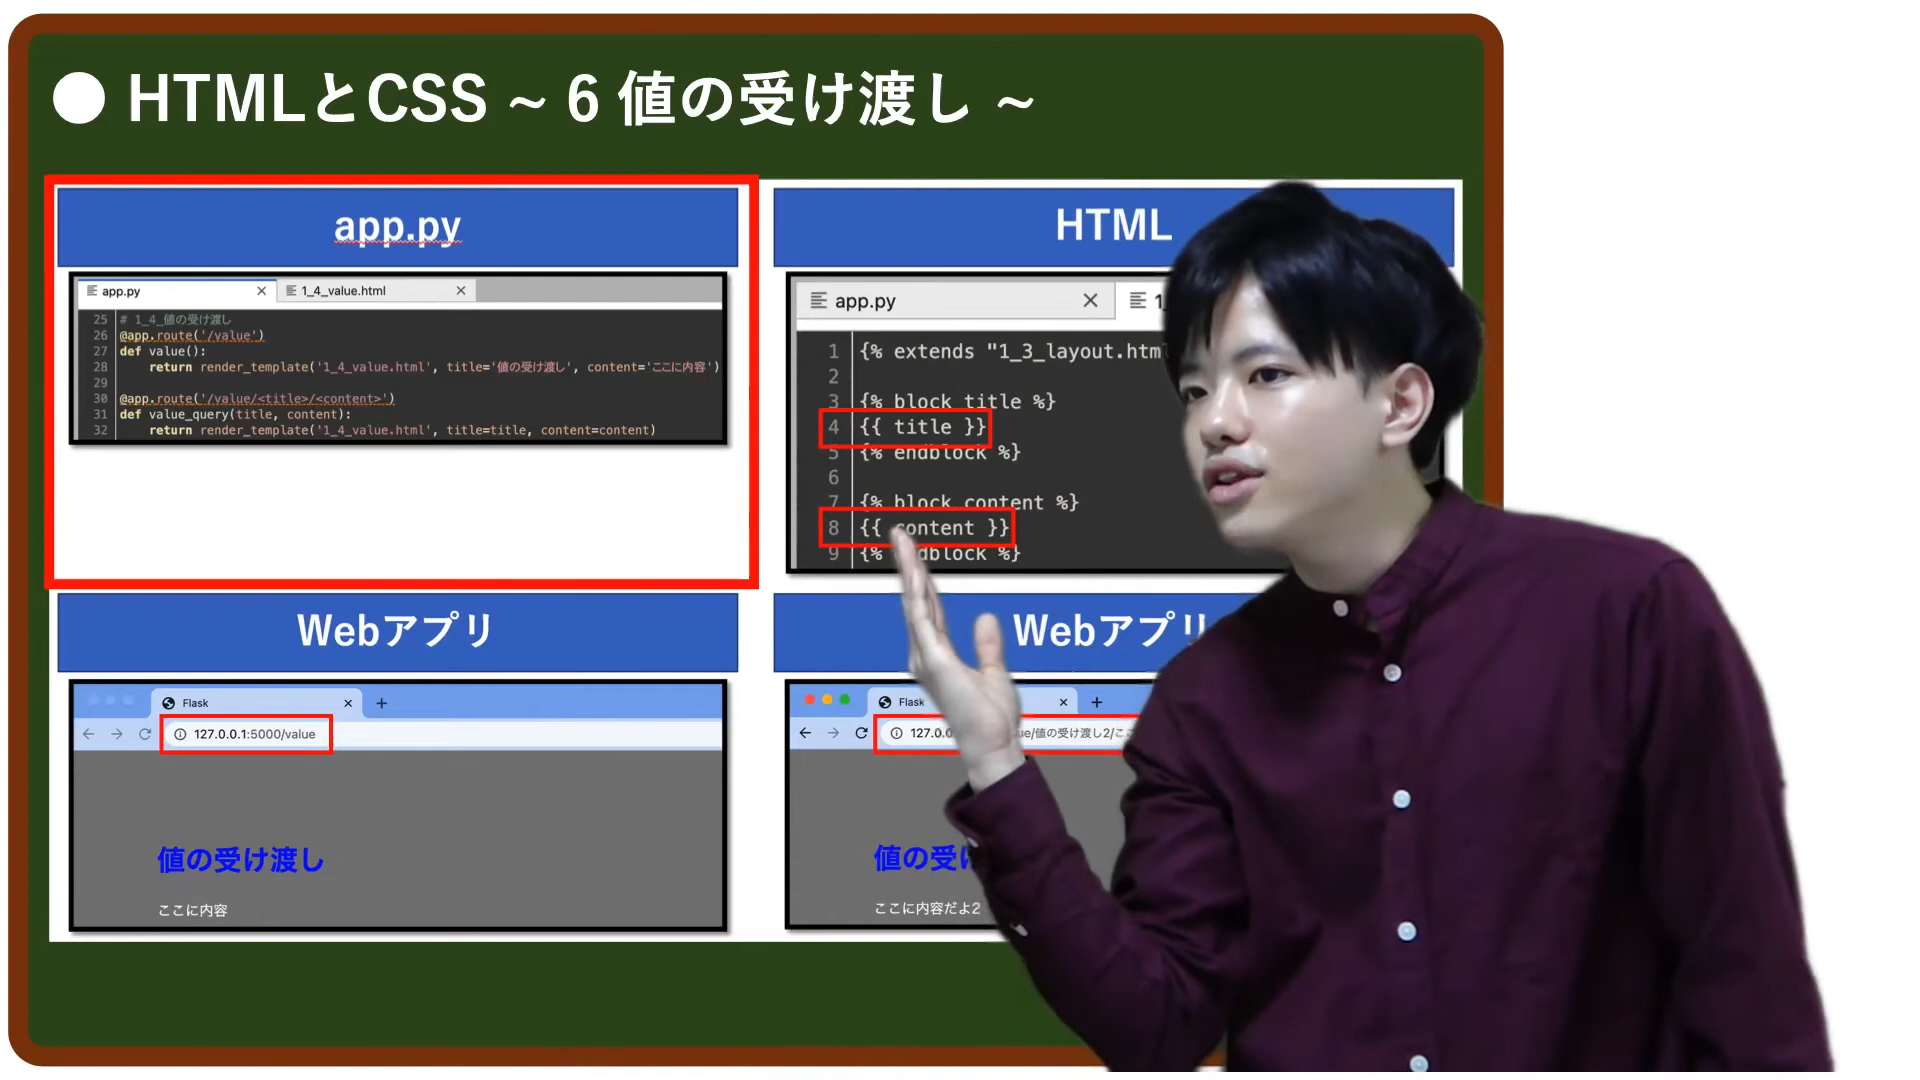 ● HTMLとCSS ~ 6 値の受け渡し ~
app.py
app.py 1_4_value.html
25 # 1_4_値の受け渡し
26 @app.route('/value')
27 def value():
28 return render_template('1_4_value.html', title='値の受け渡し', content='ここに内容')
29
30 @app.route('/value/<title>/<content>')
31 def value_query(title, content):
32 return render_template('1_4_value.html', title=title, content=content)
HTML
app.py
1 {% extends "1_3_layout.htm
2
3 {% block title %}
4 {{ title }}
5 {% endblock %}
6
7 {% block content %}
8 {{ content }}
9 {% ndblock %}
Webアプリ
Flask
127.0.0.1:5000/value
値の受け渡し
ここに内容
Webアプリ
Flask
127.0.0 ue/値の受け渡し2/ここ
値の受け
ここに内容だよ2